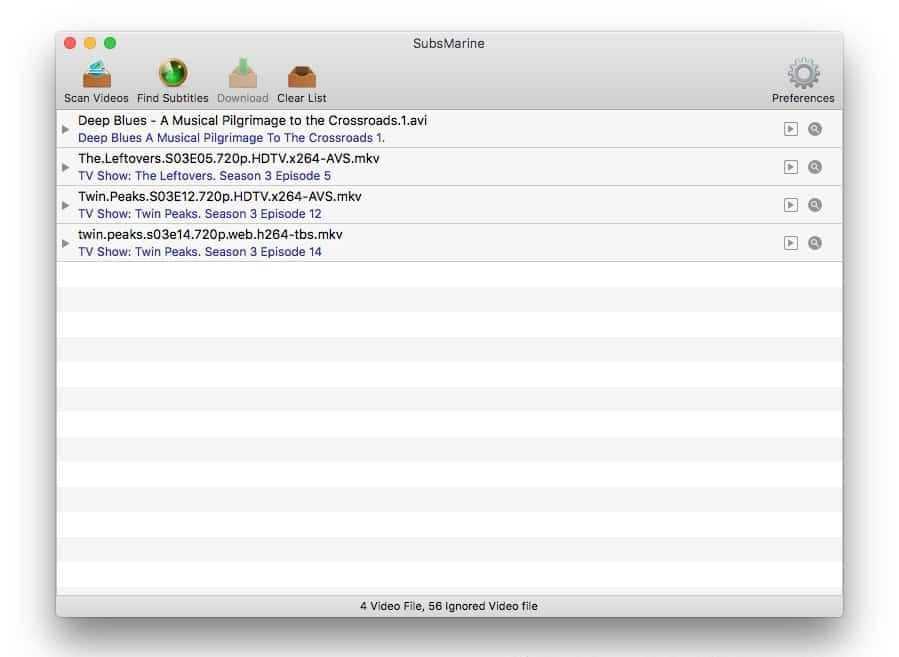 SubsMarine
Scan Videos Find Subtitles Download Clear List Preferences
Deep Blues - A Musical Pilgrimage to the Crossroads.1.avi
Deep Blues A Musical Pilgrimage To The Crossroads 1.
The.Leftovers.S03E05.720p.HDTV.x264-AVS.mkv
TV Show: The Leftovers. Season 3 Episode 5
Twin.Peaks.S03E12.720p.HDTV.x264-AVS.mkv
TV Show: Twin Peaks. Season 3 Episode 12
twin.peaks.s03e14.720p.web.h264-tbs.mkv
TV Show: Twin Peaks. Season 3 Episode 14
4 Video File, 56 Ignored Video file